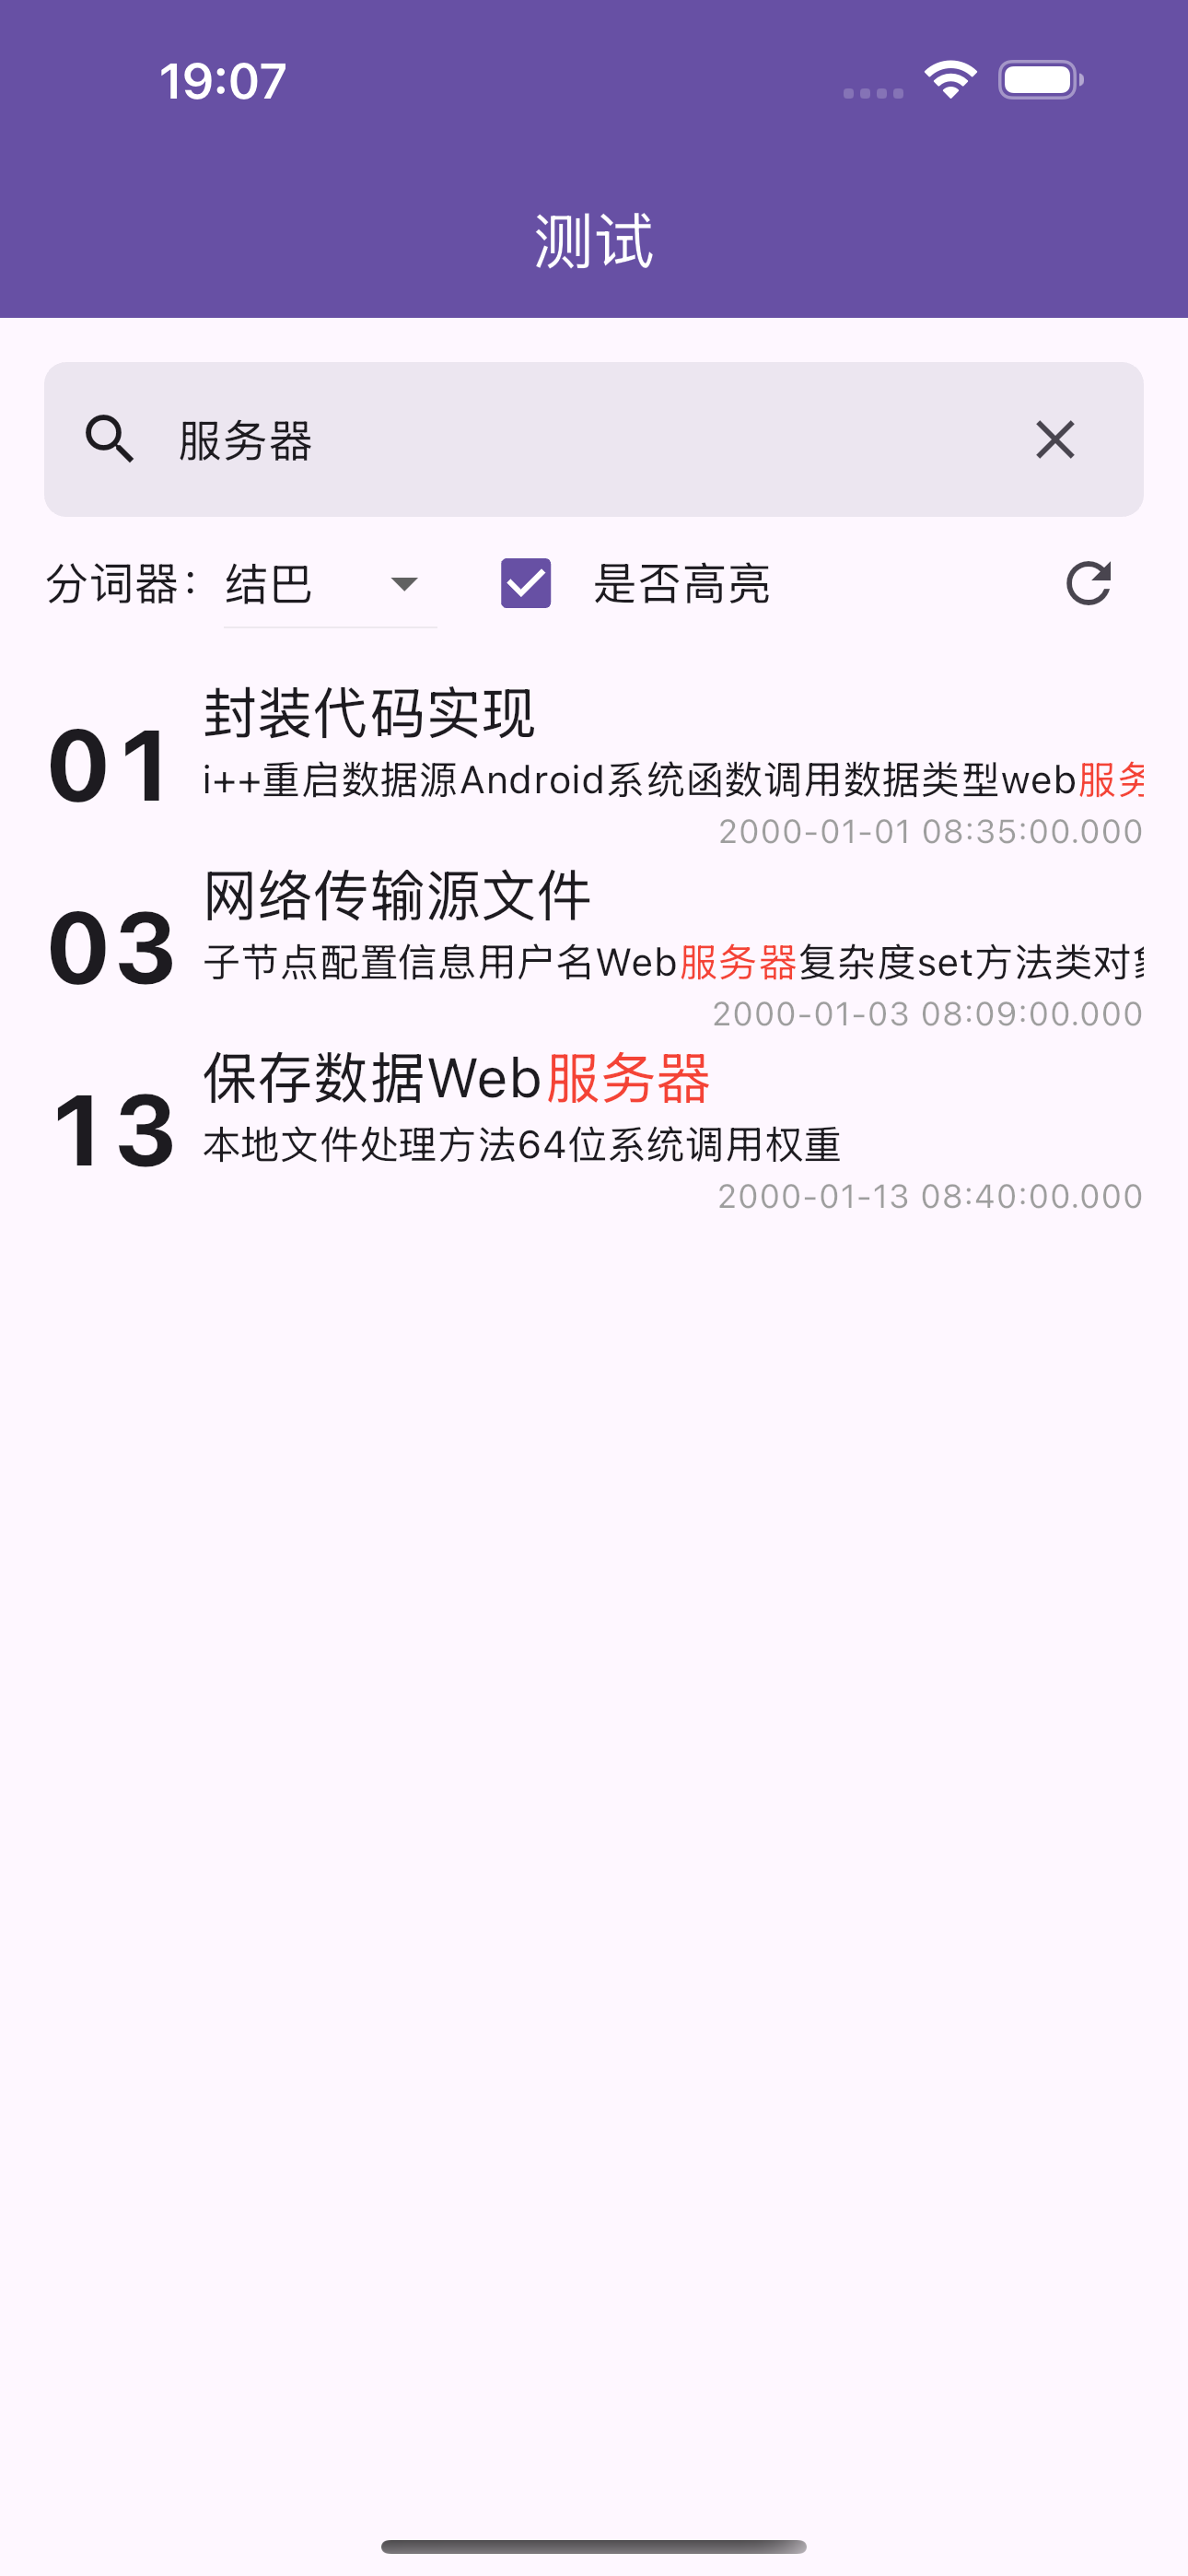 19:07
测试
服务器
分词器：结巴 是否高亮
01
封装代码实现
i++重启数据源Android系统函数调用数据类型web服务
2000-01-01 08:35:00.000
03
网络传输源文件
子节点配置信息用户名Web服务器复杂度set方法类对
2000-01-03 08:09:00.000
13
保存数据Web服务器
本地文件处理方法64位系统调用权重
2000-01-13 08:40:00.000